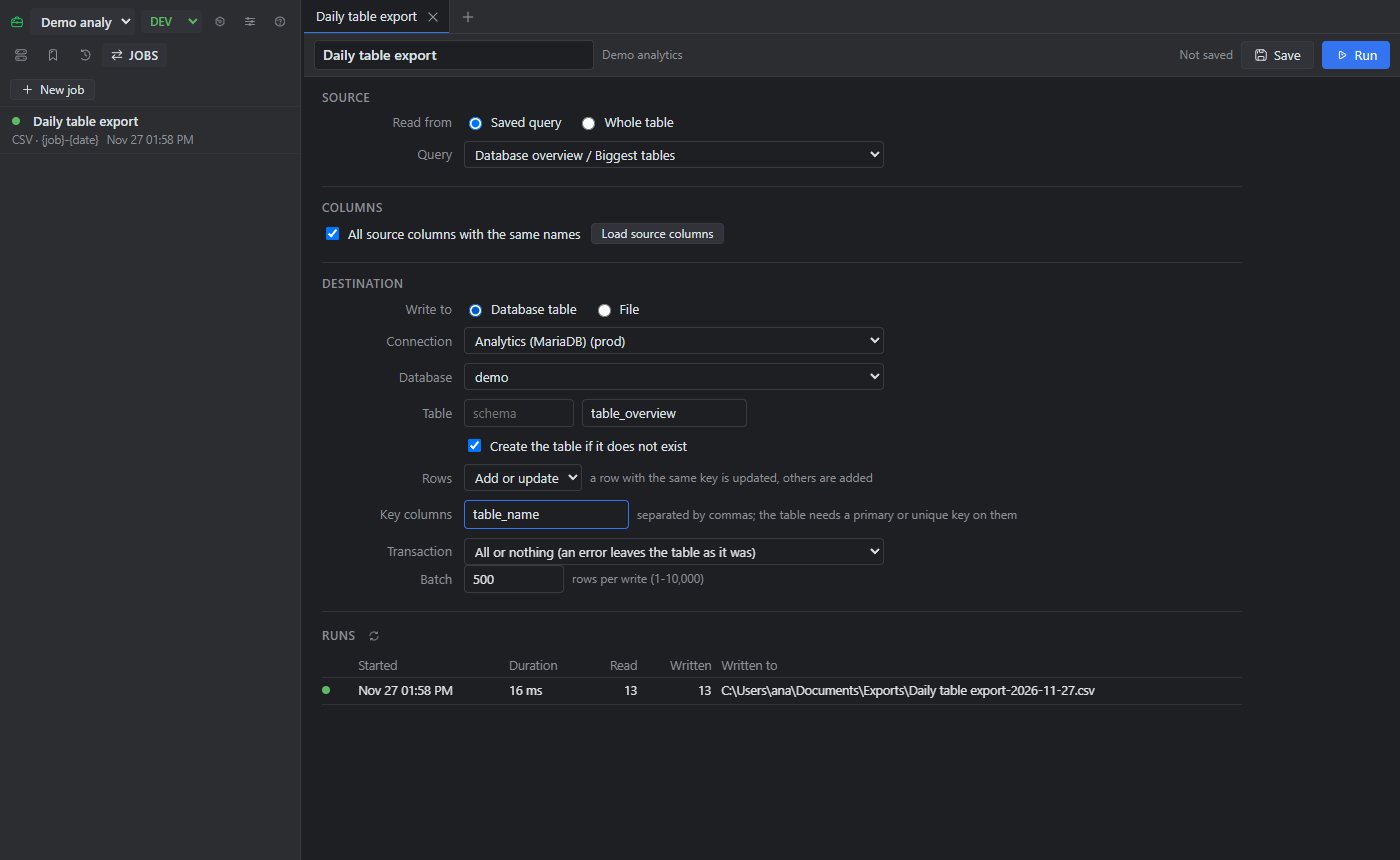 Demo analy DEV
JOBS
New job
Daily table export
CSV · {job}-{date} Nov 27 01:58 PM
Daily table export
Daily table export Demo analytics Not saved Save Run
SOURCE
Read from Saved query Whole table
Query Database overview / Biggest tables
COLUMNS
All source columns with the same names Load source columns
DESTINATION
Write to Database table File
Connection Analytics (MariaDB) (prod)
Database demo
Table schema table_overview
Create the table if it does not exist
Rows Add or update a row with the same key is updated, others are added
Key columns table_name separated by commas; the table needs a primary or unique key on them
Transaction All or nothing (an error leaves the table as it was)
Batch 500 rows per write (1-10,000)
RUNS
Started Duration Read Written Written to
Nov 27 01:58 PM 16 ms 13 13 C:\Users\ana\Documents\Exports\Daily table export-2026-11-27.csv